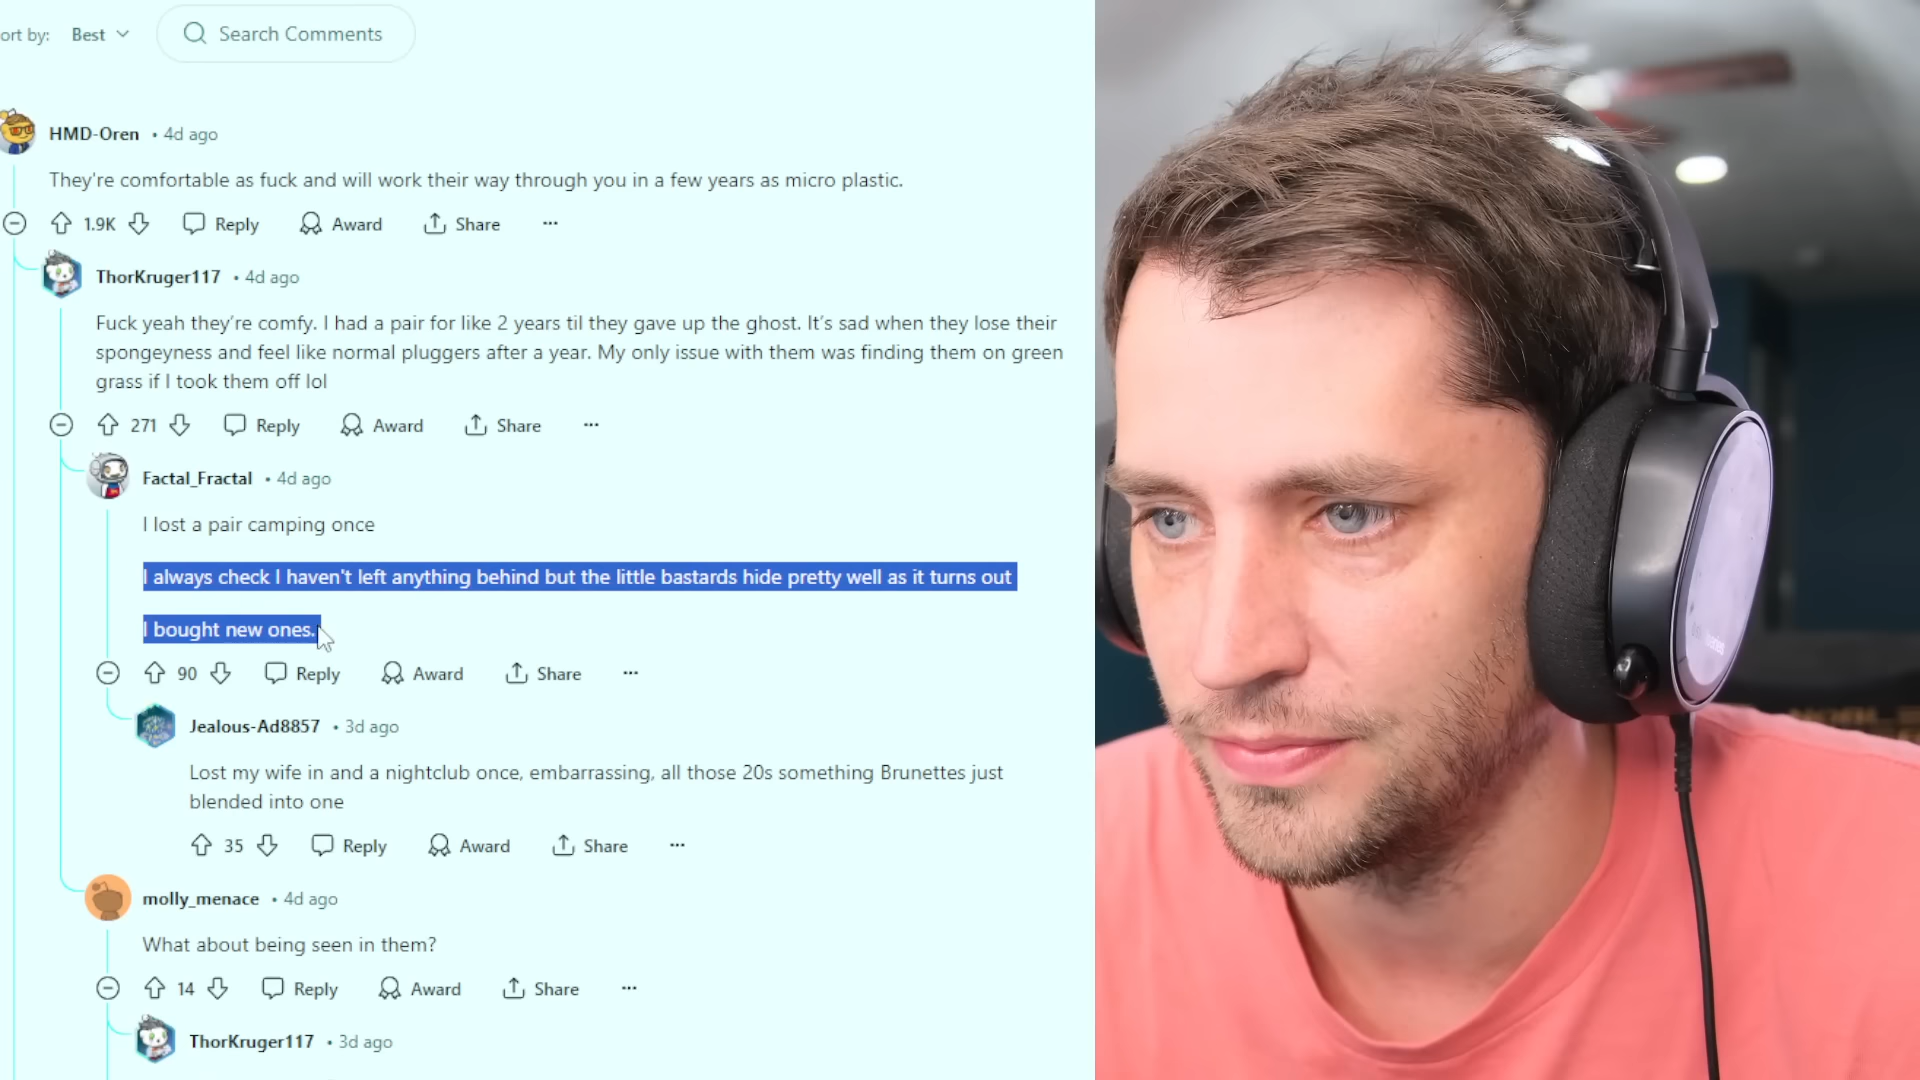 ort by:
Best
Search Comments
HMD-Oren • 4d ago
They're comfortable as fuck and will work their way through you in a few years as micro plastic.
1.9K Reply Award Share ...
ThorKruger117 • 4d ago
Fuck yeah they’re comfy. I had a pair for like 2 years til they gave up the ghost. It’s sad when they lose their
spongeyness and feel like normal pluggers after a year. My only issue with them was finding them on green
grass if I took them off lol
271 Reply Award Share ...
Factal_Fractal • 4d ago
I lost a pair camping once
I always check I haven't left anything behind but the little bastards hide pretty well as it turns out
I bought new ones.
90 Reply Award Share ...
Jealous-Ad8857 • 3d ago
Lost my wife in and a nightclub once, embarrassing, all those 20s something Brunettes just
blended into one
35 Reply Award Share ...
molly_menace • 4d ago
What about being seen in them?
14 Reply Award Share ...
ThorKruger117 • 3d ago